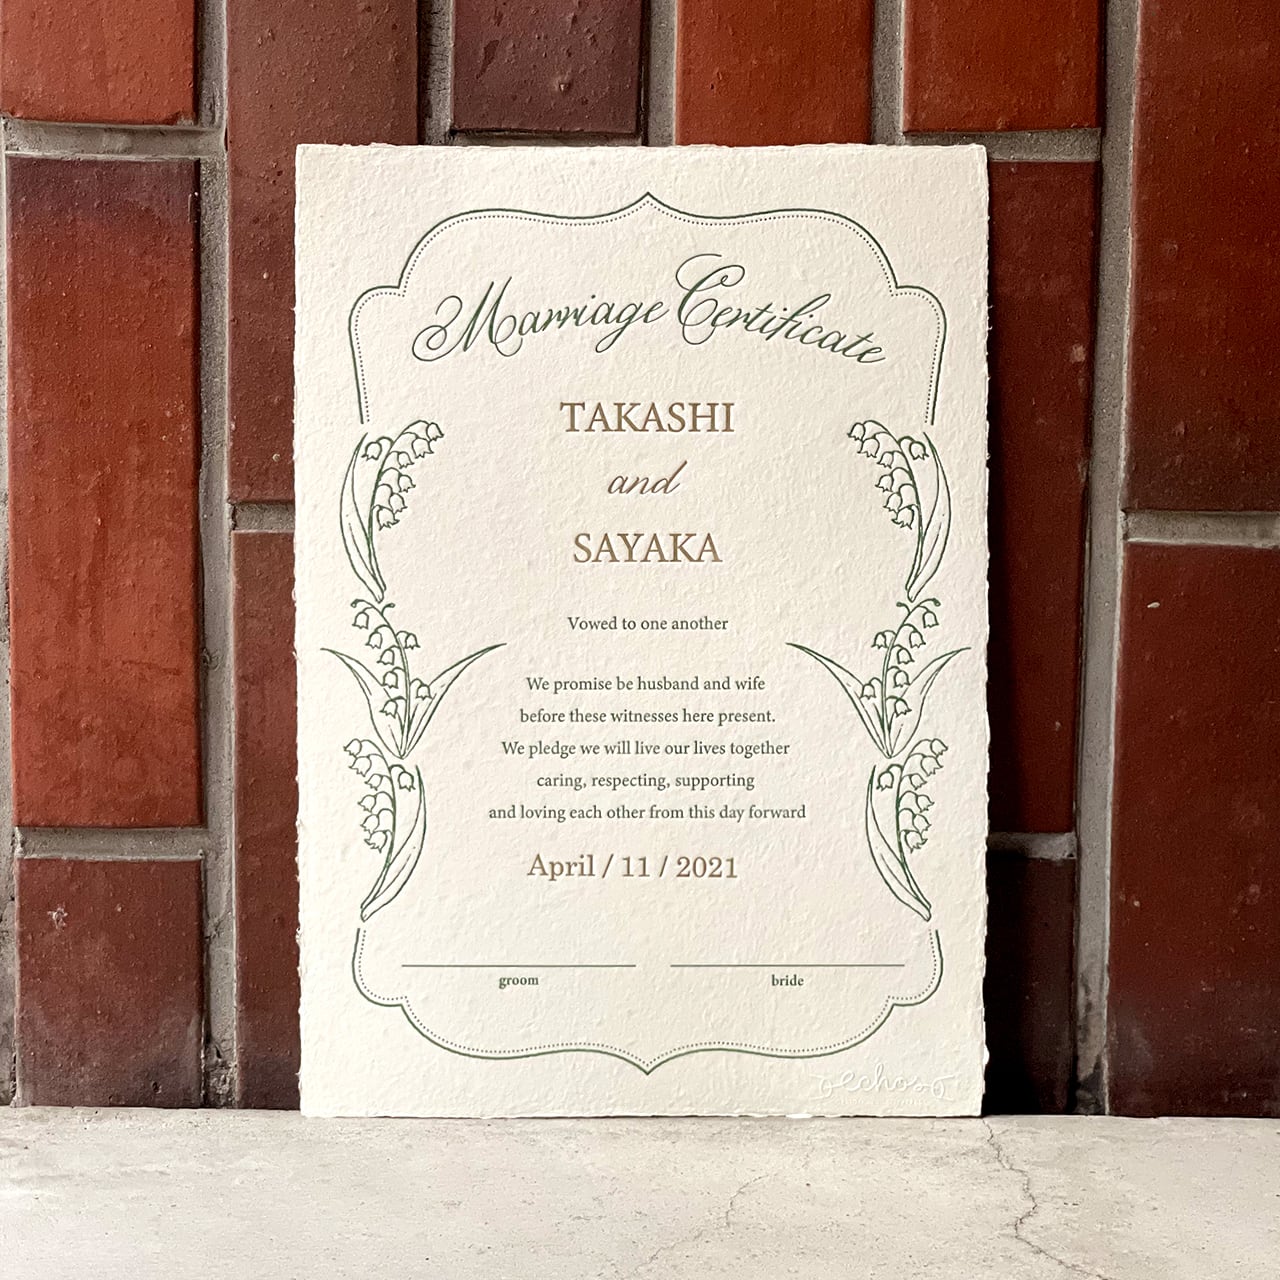 Marriage Certificate
TAKASHI
and
SAYAKA
Vowed to one another
We promise be husband and wife
before these witnesses here present.
We pledge we will live our lives together
caring, respecting, supporting
and loving each other from this day forward
April / 11 / 2021
groom bride
echos